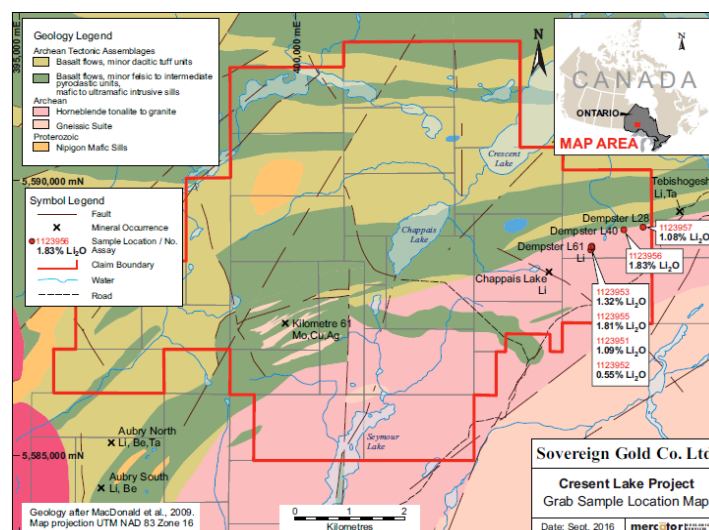 395,000 mE
400,000 mE
Geology Legend
Archean Tectonic Assemblages
Basalt flows, minor dacitic tuff units
Basalt flows, minor felsic to intermediate
pyroclastic units,
mafic to ultramafic intrusive sills
Archean
Horneblende tonalite to granite
Gneissic Suite
Proterozoic
Nipigon Mafic Sills
5,590,000 mN
Symbol Legend
Fault
Mineral Occurrence
1123956
1.83% Li₂O
Sample Location / No.
Assay
Claim Boundary
Water
Road
N
N
CANADA
ONTARIO
MAP AREA
Crescent
Lake
Chappais
Lake
Tebishogesh
Li,Ta
Dempster L28
Dempster L40
1123957
1.08% Li₂O
Dempster L61
Li
1123956
1.83% Li₂O
Chappais Lake
Li
1123953
1.32% Li₂O
1123955
1.81% Li₂O
1123951
1.09% Li₂O
1123952
0.55% Li₂O
Kilometre 61
Mo,Cu,Ag
Aubry North
Li,Be,Ta
5,585,000 mN
Seymour
Lake
Aubry South
Li, Be
Geology after MacDonald et al., 2009.
Map projection UTM NAD 83 Zone 16
0 1 2
Kilometres
Sovereign Gold Co. Lt
Cresent Lake Project
Grab Sample Location Map
Date: Sept. 2016
mercator